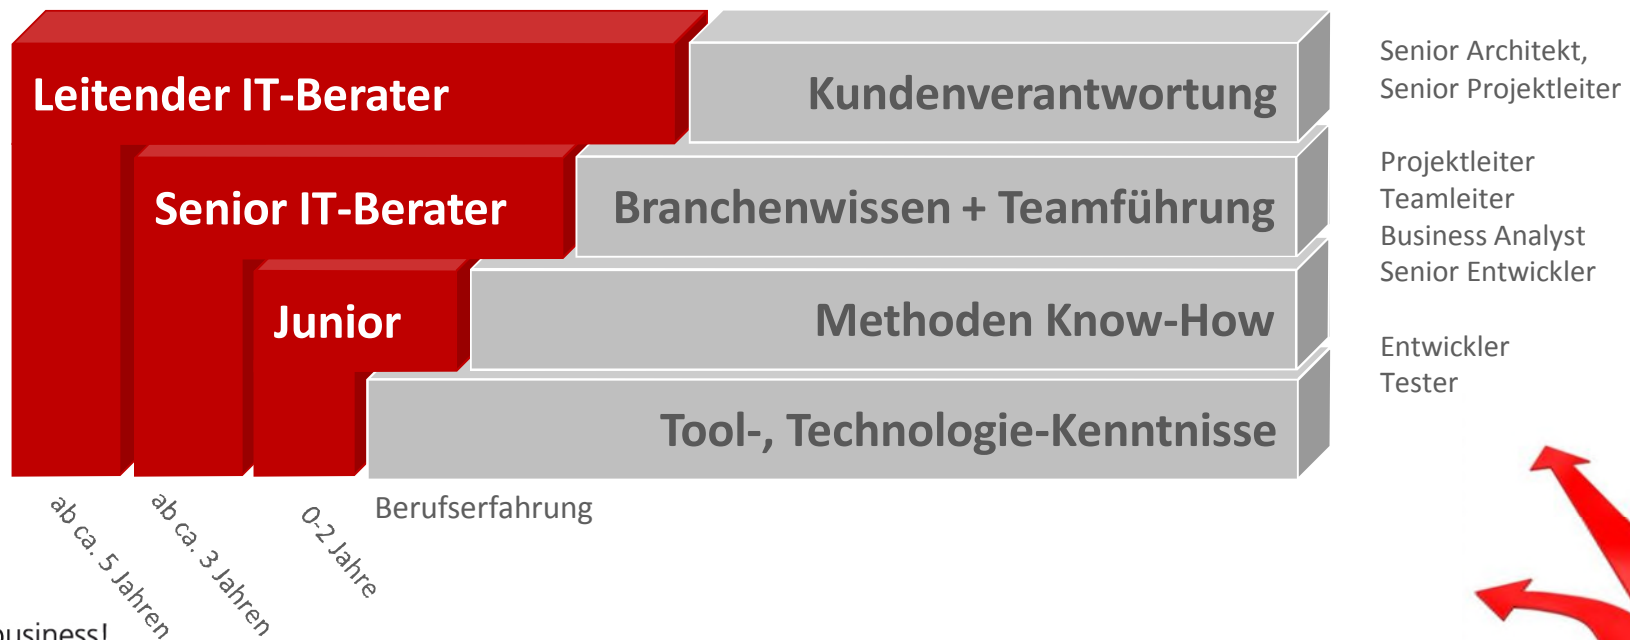 Leitender IT-Berater
Kundenverantwortung
Senior Architekt,
Senior Projektleiter
Senior IT-Berater
Branchenwissen + Teamführung
Projektleiter
Teamleiter
Business Analyst
Senior Entwickler
Junior
Methoden Know-How
Entwickler
Tester
Tool-, Technologie-Kenntnisse
ab ca. 5 Jahren
ab ca. 3 Jahren
0-2 Jahre
Berufserfahrung
business!